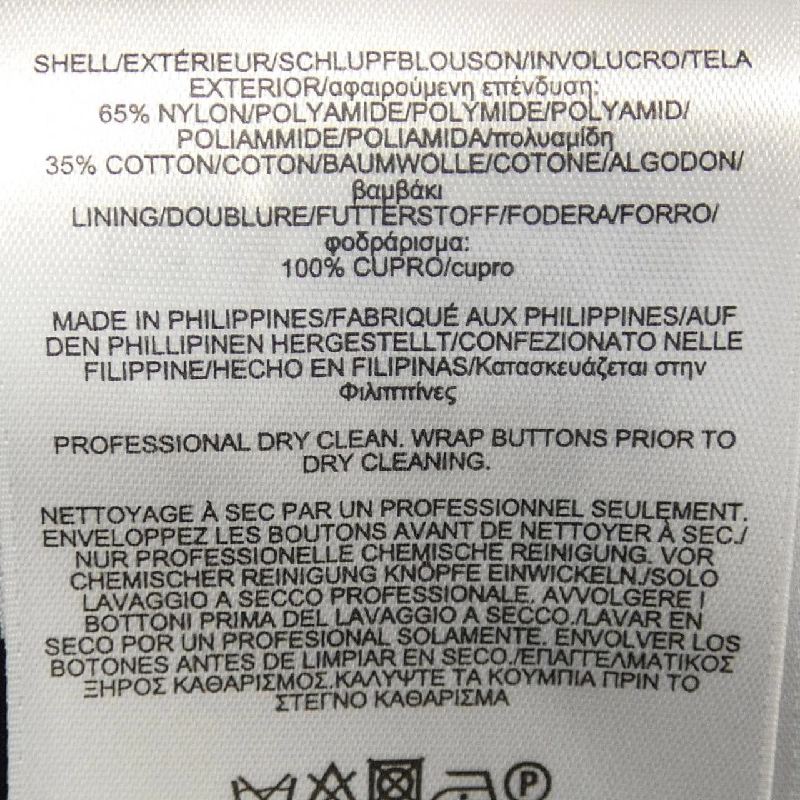 SHELL/EXTÉRIEUR/SCHLUPFBLOUSON/INVOLUCRO/TELA
EXTERIOR/αφαιρούμενη επένδυση:
65% NYLON/POLYAMIDE/POLYMIDE/POLYAMID/
POLIAMMIDE/POLIAMIDA/πολυαμίδη
35% COTTON/COTON/BAUMWOLLE/COTONE/ALGODON/
βαμβάκι
LINING/DOUBLURE/FUTTERSTOFF/FODERA/FORRO/
φοδράρισμα:
100% CUPRO/cupro
MADE IN PHILIPPINES/FABRIQUÉ AUX PHILIPPINES/AUF
DEN PHILLIPINEN HERGESTELLT/CONFEZIONATO NELLE
FILIPPINE/HECHO EN FILIPINAS/Κατασκευάζεται στην
Φιλιππίνες
PROFESSIONAL DRY CLEAN. WRAP BUTTONS PRIOR TO
DRY CLEANING.
NETTOYAGE À SEC PAR UN PROFESSIONNEL SEULEMENT.
ENVELOPPEZ LES BOUTONS AVANT DE NETTOYER À SEC./
NUR PROFESSIONELLE CHEMISCHE REINIGUNG. VOR
CHEMISCHER REINIGUNG KNÖPFE EINWICKELN./SOLO
LAVAGGIO A SECCO PROFESSIONALE. AVVOLGERE I
BOTTONI PRIMA DEL LAVAGGIO A SECCO./LAVAR EN
SECO POR UN PROFESIONAL SOLAMENTE. ENVOLVER LOS
BOTONES ANTES DE LIMPIAR EN SECO./ΕΠΑΓΓΕΛΜΑΤΙΚΟΣ
ΞΗΡΟΣ ΚΑΘΑΡΙΣΜΟΣ.ΚΑΛΥΨΤΕ ΤΑ ΚΟΥΜΠΙΑ ΠΡΙΝ ΤΟ
ΣΤΕΓΝΟ ΚΑΘΑΡΙΣΜΑ
P